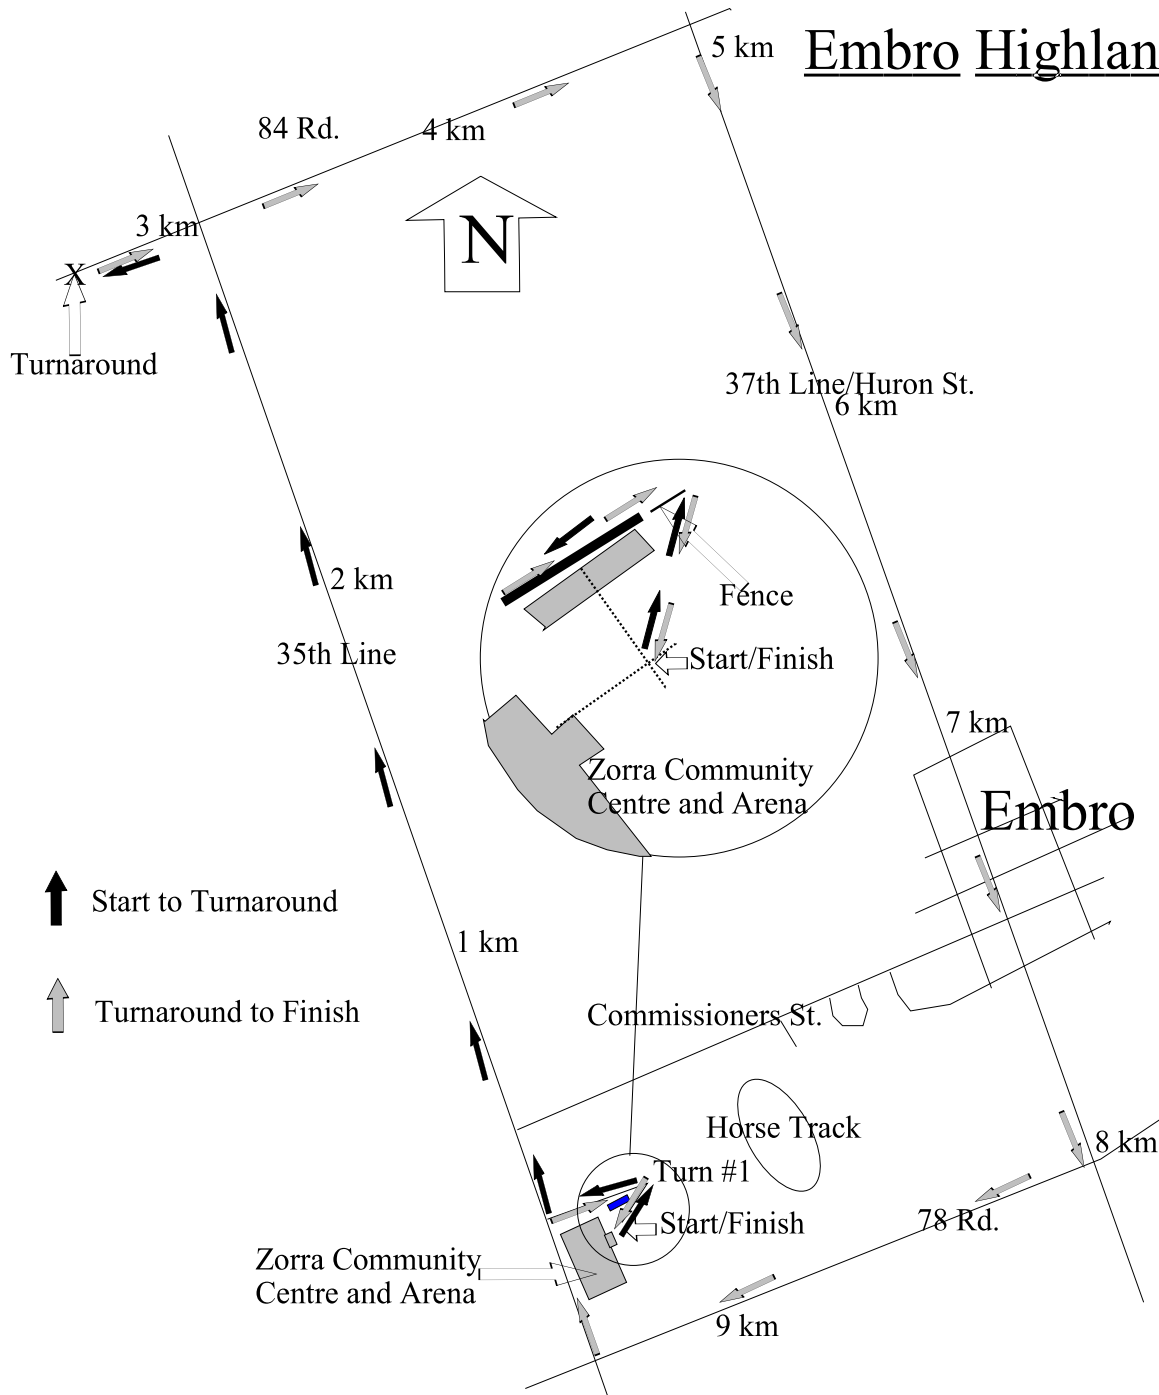 Embro Highlan
5 km
84 Rd.
4 km
3 km
N
X
Turnaround
37th Line/Huron St.
6 km
2 km
Fence
35th Line
Start/Finish
7 km
Zorra Community
Centre and Arena
Embro
Start to Turnaround
1 km
Turnaround to Finish
Commissioners St.
Horse Track
8 km
Turn #1
Start/Finish
78 Rd.
Zorra Community
Centre and Arena
9 km